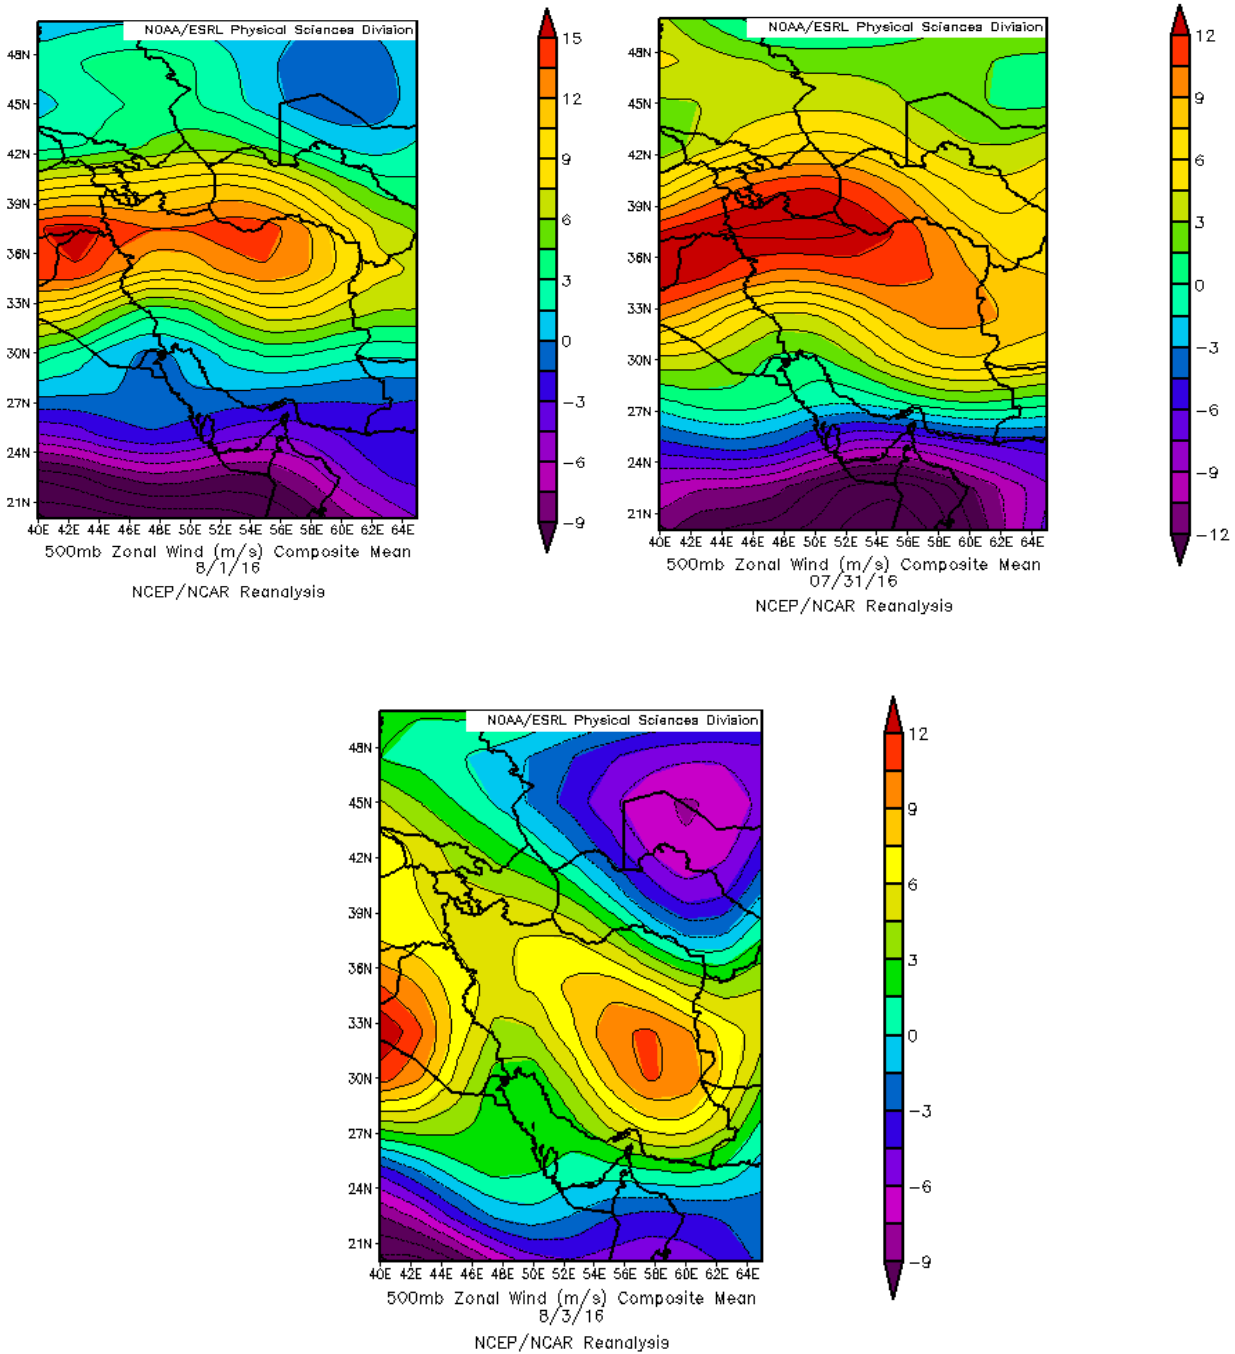 NOAA/ESRL Physical Sciences Division
48N
45N
42N
39N
36N
33N
30N
27N
24N
21N
40E 42E 44E 46E 48E 50E 52E 54E 56E 58E 60E 62E 64E
15
12
9
6
3
0
-3
-6
-9
500mb Zonal Wind (m/s) Composite Mean
8/1/16
NCEP/NCAR Reanalysis
NOAA/ESRL Physical Sciences Division
48N
45N
42N
39N
36N
33N
30N
27N
24N
21N
40E 42E 44E 46E 48E 50E 52E 54E 56E 58E 60E 62E 64E
12
9
6
3
0
-3
-6
-9
-12
500mb Zonal Wind (m/s) Composite Mean
07/31/16
NCEP/NCAR Reanalysis
NOAA/ESRL Physical Sciences Division
48N
45N
42N
39N
36N
33N
30N
27N
24N
21N
40E 42E 44E 46E 48E 50E 52E 54E 56E 58E 60E 62E 64E
12
9
6
3
0
-3
-6
-9
500mb Zonal Wind (m/s) Composite Mean
8/3/16
NCEP/NCAR Reanalysis